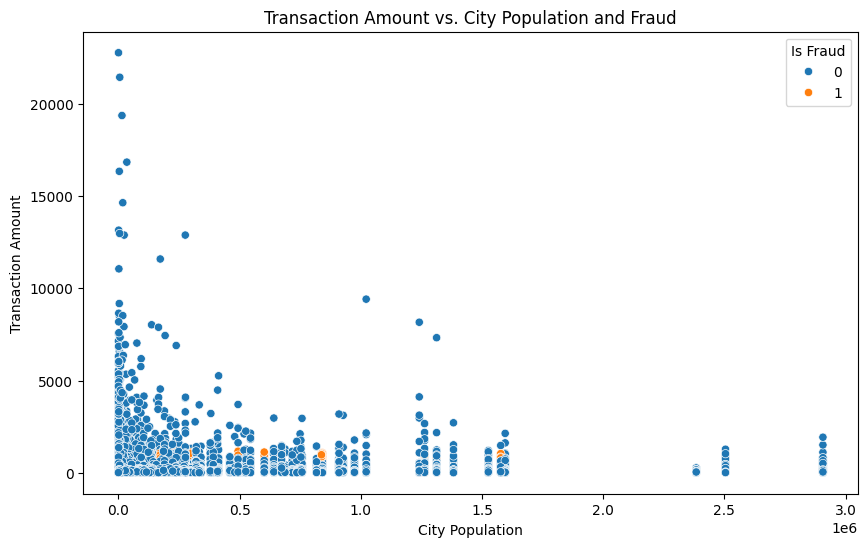 Transaction Amount vs. City Population and Fraud
Is Fraud
0
1
20000
15000
10000
5000
0
Transaction Amount
0.0 0.5 1.0 1.5 2.0 2.5 3.0
1e6
City Population